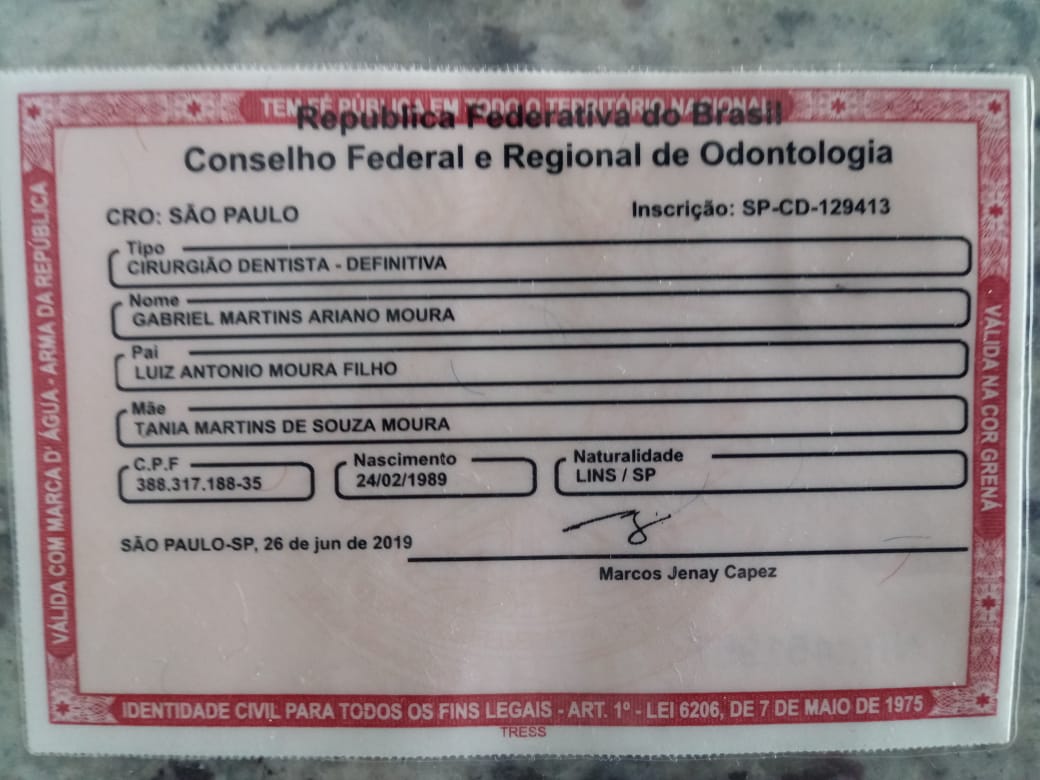 TEM FÉ PÚBLICA EM TODO O TERRITÓRIO NACIONAL
Republica Federativa do Brasil
Conselho Federal e Regional de Odontologia
CRO: SÃO PAULO
Inscrição: SP-CD-129413
Tipo
CIRURGIÃO DENTISTA - DEFINITIVA
Nome
GABRIEL MARTINS ARIANO MOURA
Pai
LUIZ ANTONIO MOURA FILHO
Mãe
TANIA MARTINS DE SOUZA MOURA
C.P.F
388.317.188-35
Nascimento
24/02/1989
Naturalidade
LINS / SP
SÃO PAULO-SP, 26 de jun de 2019
Marcos Jenay Capez
VÁLIDA COM MARCA D' ÁGUA - ARMA DA REPÚBLICA
VÁLIDA NA COR GRENÁ
IDENTIDADE CIVIL PARA TODOS OS FINS LEGAIS - ART. 1º - LEI 6206, DE 7 DE MAIO DE 1975
TRESS